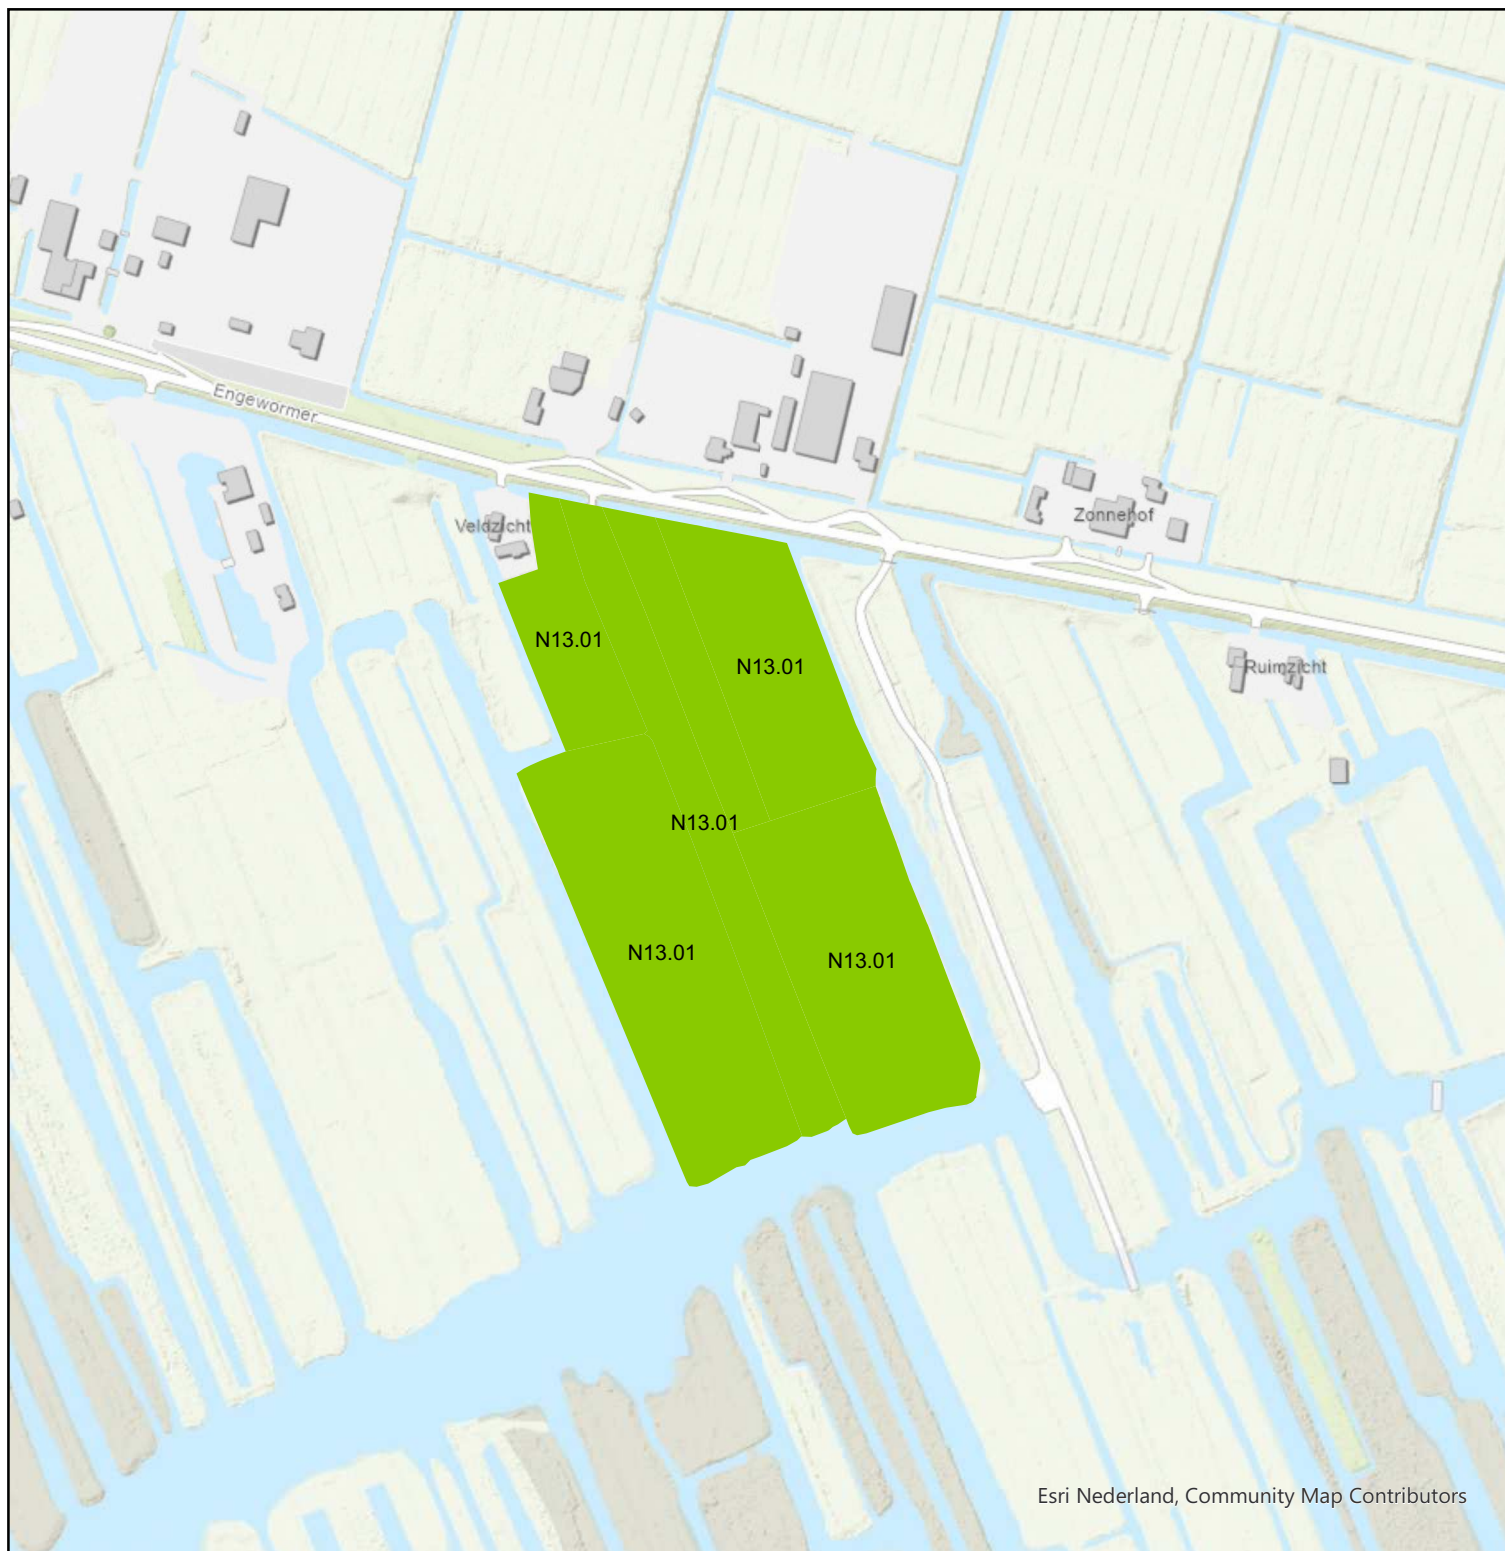 Engewormer
Veldzicht
Zonnehof
N13.01
N13.01
Ruimzicht
N13.01
N13.01
N13.01
Esri Nederland, Community Map Contributors